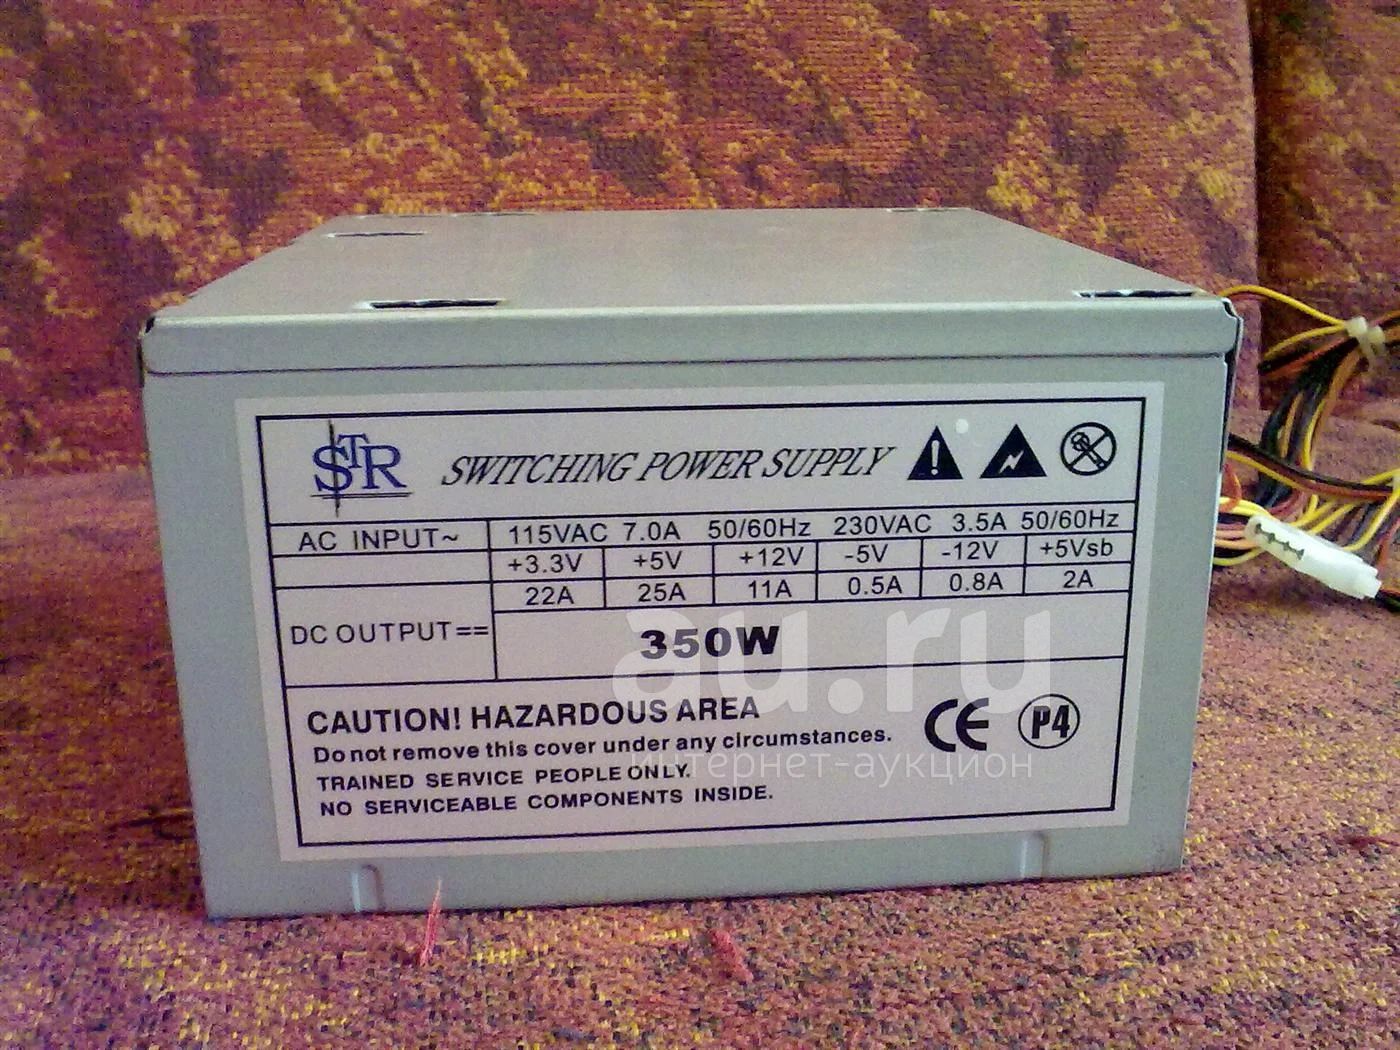 STR SWITCHING POWER SUPPLY
AC INPUT~ 115VAC 7.0A 50/60Hz 230VAC 3.5A 50/60Hz
+3.3V +5V +12V -5V -12V +5Vsb
22A 25A 11A 0.5A 0.8A 2A
DC OUTPUT==
350W
CAUTION! HAZARDOUS AREA
Do not remove this cover under any circumstances.
TRAINED SERVICE PEOPLE ONLY.
NO SERVICEABLE COMPONENTS INSIDE.
CE P4
au.ru
интернет-аукцион